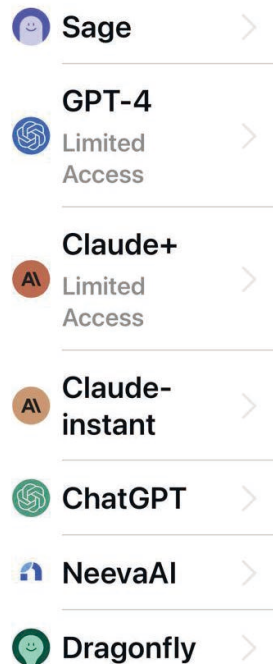 Sage
GPT-4
Limited
Access
Claude+
Limited
Access
Claude-
instant
ChatGPT
NeevaAI
Dragonfly